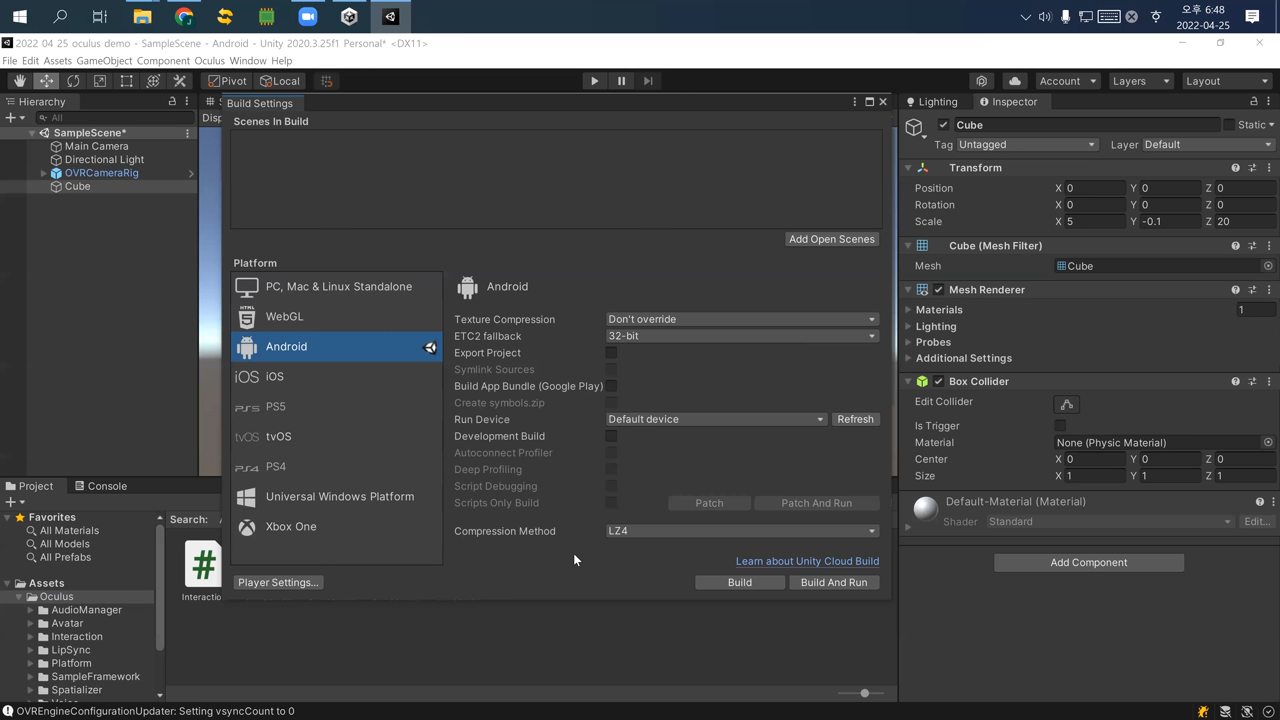 오후 6:48
2022-04-25
2022 04 25 oculus demo - SampleScene - Android - Unity 2020.3.25f1 Personal* <DX11>
File Edit Assets GameObject Component Oculus Window Help
Pivot Local Account Layers Layout
Hierarchy
All
SampleScene*
Main Camera
Directional Light
OVRCameraRig
Cube
Build Settings
Scenes In Build
Add Open Scenes
Platform
PC, Mac & Linux Standalone
HTML
WebGL
Android
iOS iOS
PS5
tvOS tvOS
PS4
Universal Windows Platform
Xbox One
Player Settings...
Android
Texture Compression Don't override
ETC2 fallback 32-bit
Export Project
Symlink Sources
Build App Bundle (Google Play)
Create symbols.zip
Run Device Default device Refresh
Development Build
Autoconnect Profiler
Deep Profiling
Script Debugging
Scripts Only Build Patch Patch And Run
Compression Method LZ4
Learn about Unity Cloud Build
Build Build And Run
Lighting Inspector
Cube Static
Tag Untagged Layer Default
Transform
Position X 0 Y 0 Z 0
Rotation X 0 Y 0 Z 0
Scale X 5 Y -0.1 Z 20
Cube (Mesh Filter)
Mesh Cube
Mesh Renderer
Materials 1
Lighting
Probes
Additional Settings
Box Collider
Edit Collider
Is Trigger
Material None (Physic Material)
Center X 0 Y 0 Z 0
Size X 1 Y 1 Z 1
Default-Material (Material)
Shader Standard Edit...
Add Component
Project Console
Favorites
All Materials
All Models
All Prefabs
Assets
Oculus
AudioManager
Avatar
Interaction
LipSync
Platform
SampleFramework
Spatializer
Search:
#
Interactio
OVREngineConfigurationUpdater: Setting vsyncCount to 0